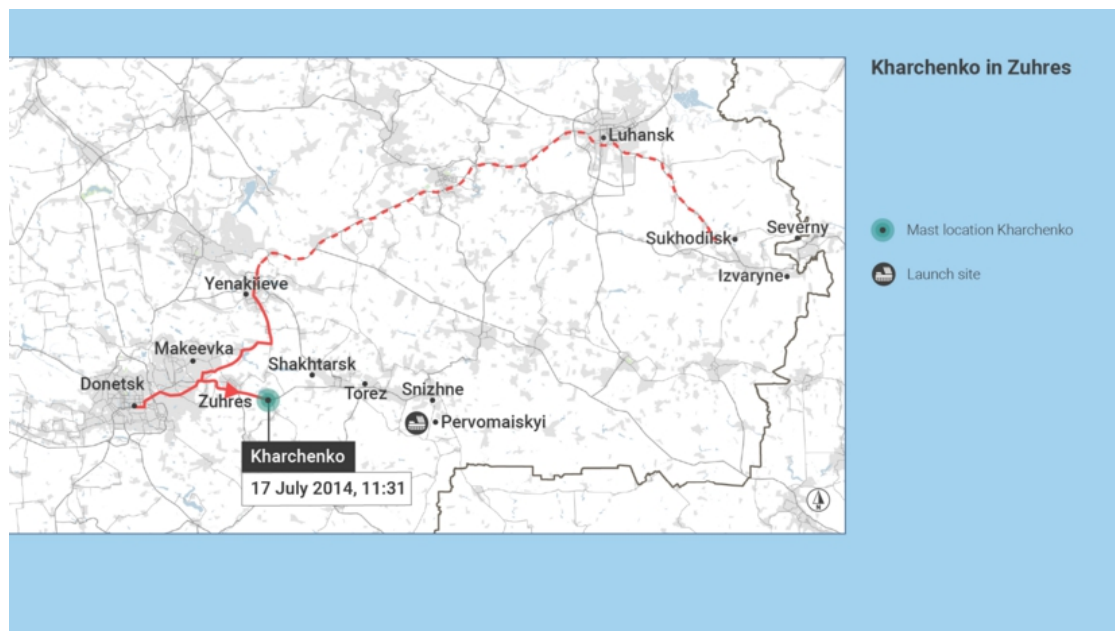 Kharchenko in Zuhres
Luhansk
Sukhodilsk
Severny
Mast location Kharchenko
Izvaryne
Launch site
Yenakiieve
Makeevka
Shakhtarsk
Donetsk
Torez
Snizhne
Zuhres
Pervomaiskyi
Kharchenko
17 July 2014, 11:31